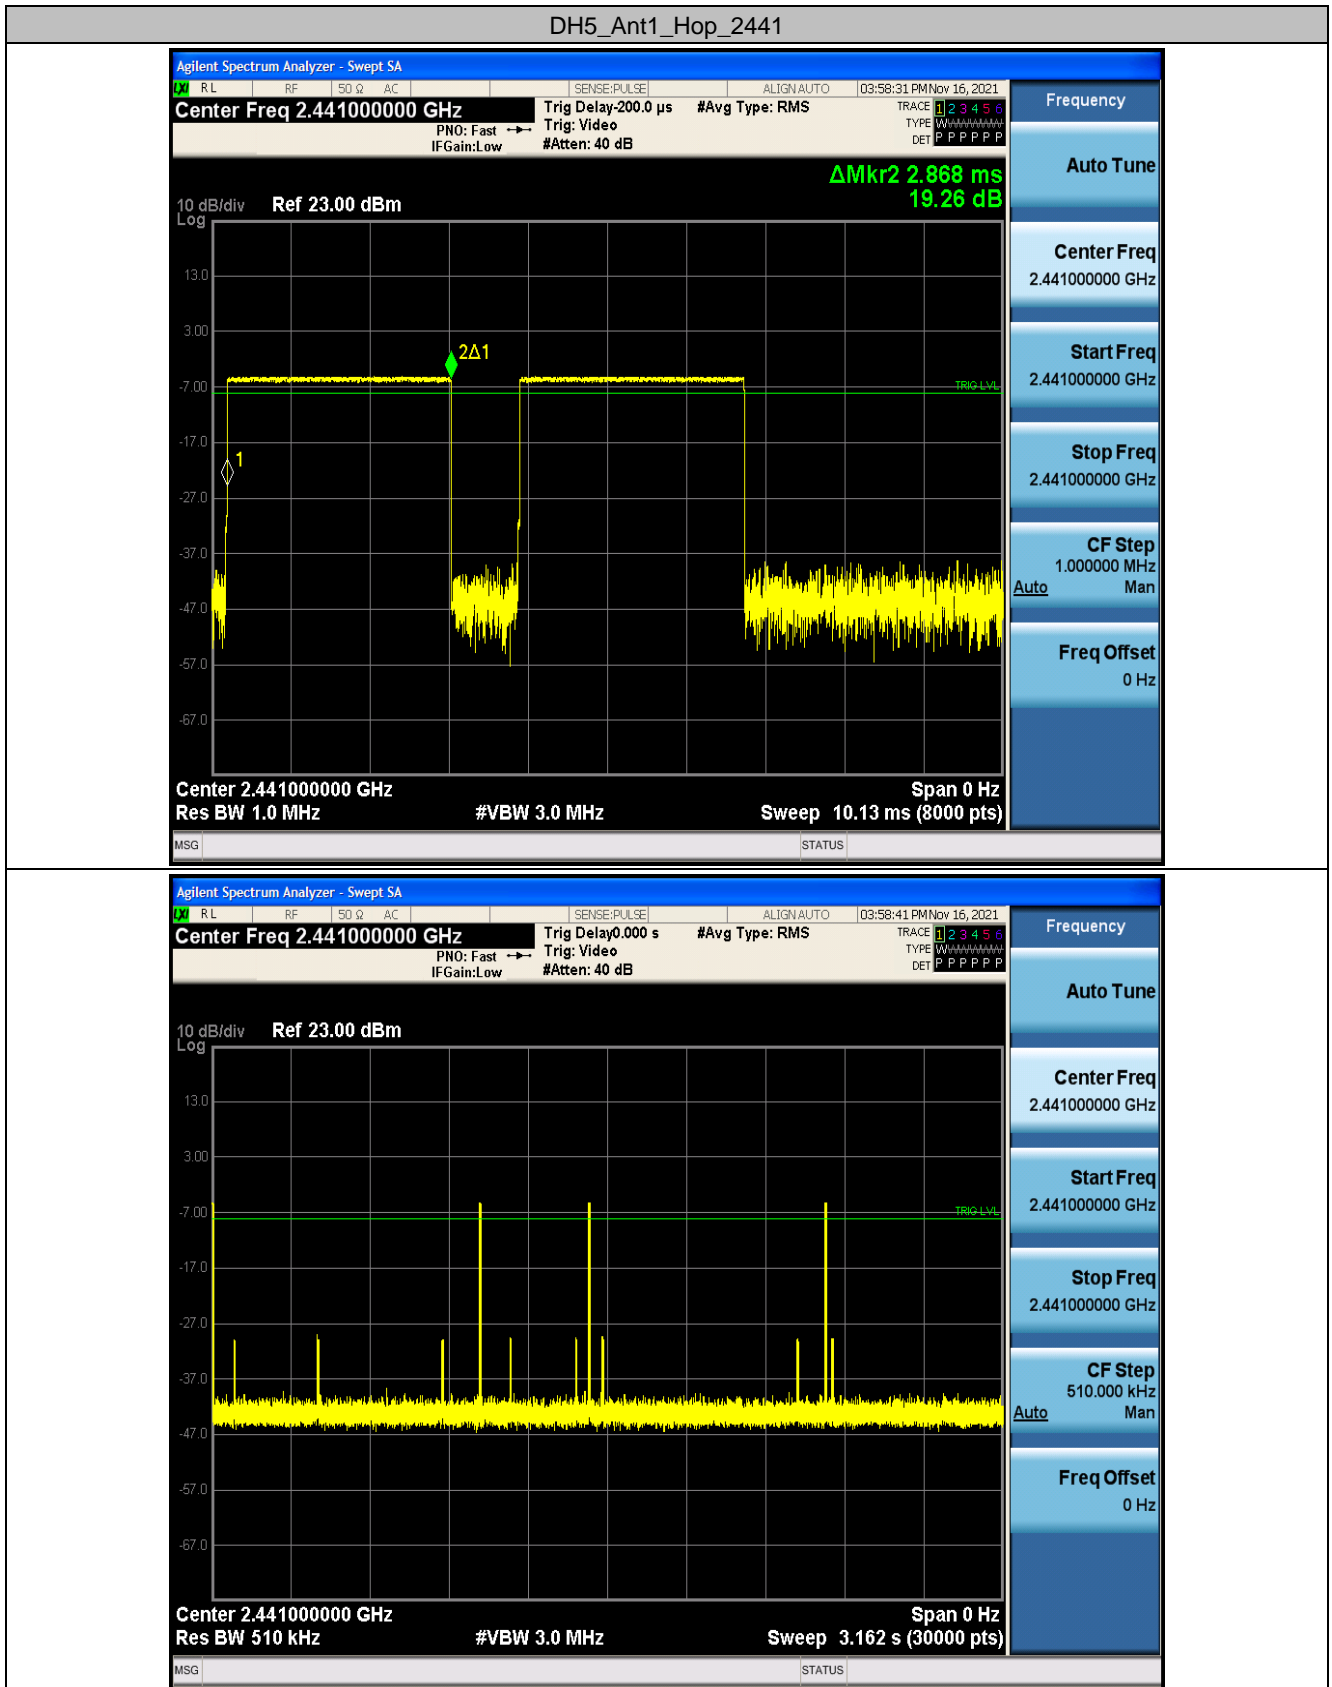 DH5_Ant1_Hop_2441
Agilent Spectrum Analyzer - Swept SA
LXI RL RF 50 Ω AC SENSE:PULSE ALIGN AUTO 03:58:31 PM Nov 16, 2021
Center Freq 2.441000000 GHz Trig Delay-200.0 µs #Avg Type: RMS TRACE 1 2 3 4 5 6
PNO: Fast Trig: Video TYPE WWWWWW
IFGain:Low #Atten: 40 dB DET P P P P P P
Frequency
ΔMkr2 2.868 ms
19.26 dB
10 dB/div Ref 23.00 dBm
Log
13.0
3.00
-7.00
-17.0
-27.0
-37.0
-47.0
-57.0
-67.0
2Δ1
TRIG LVL
1
Center 2.441000000 GHz Span 0 Hz
Res BW 1.0 MHz #VBW 3.0 MHz Sweep 10.13 ms (8000 pts)
MSG STATUS
Auto Tune
Center Freq
2.441000000 GHz
Start Freq
2.441000000 GHz
Stop Freq
2.441000000 GHz
CF Step
1.000000 MHz
Auto Man
Freq Offset
0 Hz
Agilent Spectrum Analyzer - Swept SA
LXI RL RF 50 Ω AC SENSE:PULSE ALIGN AUTO 03:58:41 PM Nov 16, 2021
Center Freq 2.441000000 GHz Trig Delay0.000 s #Avg Type: RMS TRACE 1 2 3 4 5 6
PNO: Fast Trig: Video TYPE WWWWWW
IFGain:Low #Atten: 40 dB DET P P P P P P
Frequency
10 dB/div Ref 23.00 dBm
Log
13.0
3.00
-7.00
-17.0
-27.0
-37.0
-47.0
-57.0
-67.0
TRIG LVL
Center 2.441000000 GHz Span 0 Hz
Res BW 510 kHz #VBW 3.0 MHz Sweep 3.162 s (30000 pts)
MSG STATUS
Auto Tune
Center Freq
2.441000000 GHz
Start Freq
2.441000000 GHz
Stop Freq
2.441000000 GHz
CF Step
510.000 kHz
Auto Man
Freq Offset
0 Hz